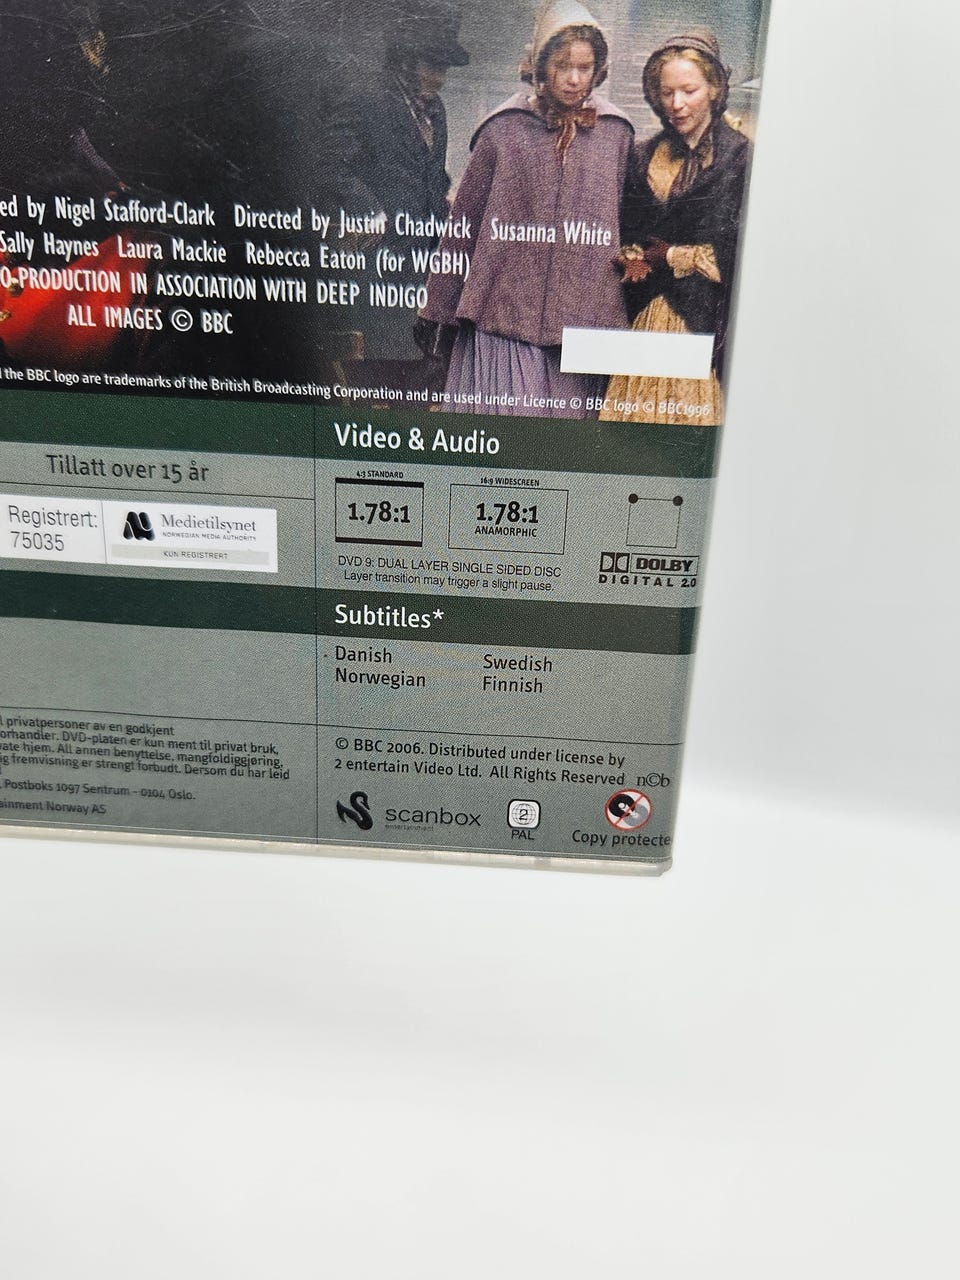 ed by Nigel Stafford-Clark Directed by Justin Chadwick Susanna White
Sally Haynes Laura Mackie Rebecca Eaton (for WGBH)
O-PRODUCTION IN ASSOCIATION WITH DEEP INDIGO
ALL IMAGES © BBC
the BBC logo are trademarks of the British Broadcasting Corporation and are used under Licence © BBC logo © BBC1996
Tillatt over 15 år
Registrert:
75035
Medietilsynet
NORWEGIAN MEDIA AUTHORITY
KUN REGISTRERT
Video & Audio
4:3 STANDARD
1.78:1
16:9 WIDESCREEN
1.78:1
ANAMORPHIC
DVD 9: DUAL LAYER SINGLE SIDED DISC
Layer transition may trigger a slight pause.
DOLBY
DIGITAL 2.0
Subtitles*
Danish Swedish
Norwegian Finnish
privatpersoner av en godkjent
orhandler. DVD-platen er kun ment til privat bruk,
ate hjem. All annen benyttelse, mangfoldiggjøring,
ig fremvisning er strengt forbudt. Dersom du har leid
Postboks 1097 Sentrum - 0104 Oslo.
ainment Norway AS
© BBC 2006. Distributed under license by
2 entertain Video Ltd. All Rights Reserved n©b
scanbox
entertainment
2
PAL
Copy protecte